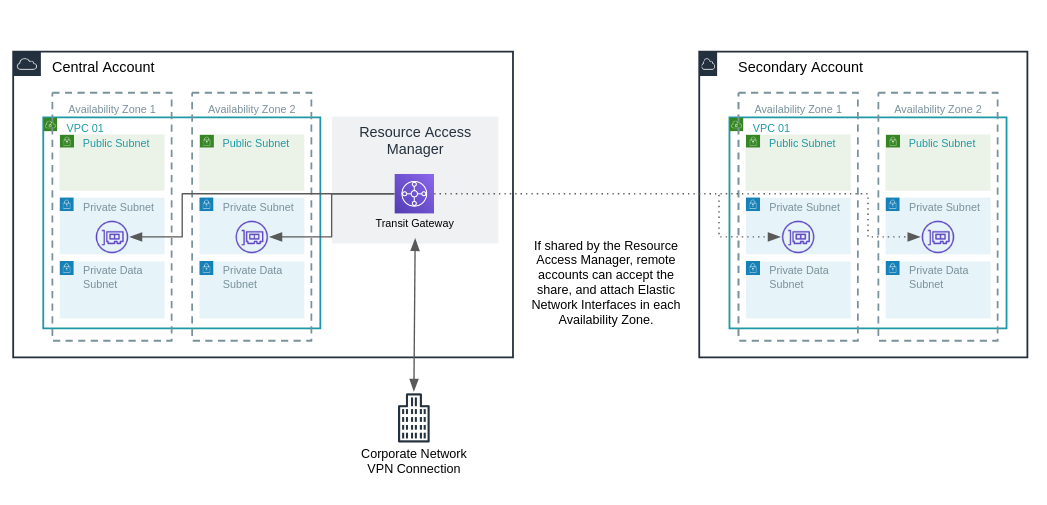 Central Account
Availability Zone 1
Availability Zone 2
VPC 01
Public Subnet
Public Subnet
Private Subnet
Private Subnet
Private Data
Subnet
Private Data
Subnet
Resource Access
Manager
Transit Gateway
If shared by the Resource
Access Manager, remote
accounts can accept the
share, and attach Elastic
Network Interfaces in each
Availability Zone.
Secondary Account
Availability Zone 1
Availability Zone 2
VPC 01
Public Subnet
Public Subnet
Private Subnet
Private Subnet
Private Data
Subnet
Private Data
Subnet
Corporate Network
VPN Connection